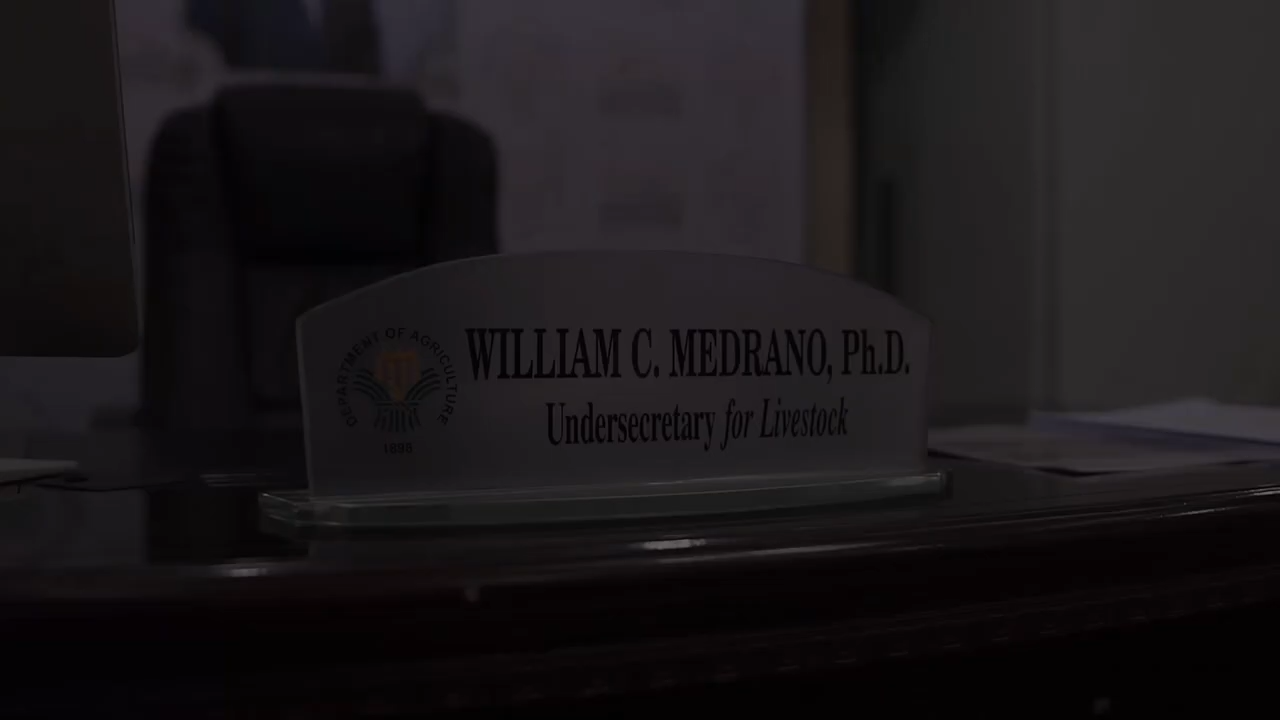 DEPARTMENT OF AGRICULTURE
1898
WILLIAM C. MEDRANO, Ph.D.
Undersecretary for Livestock